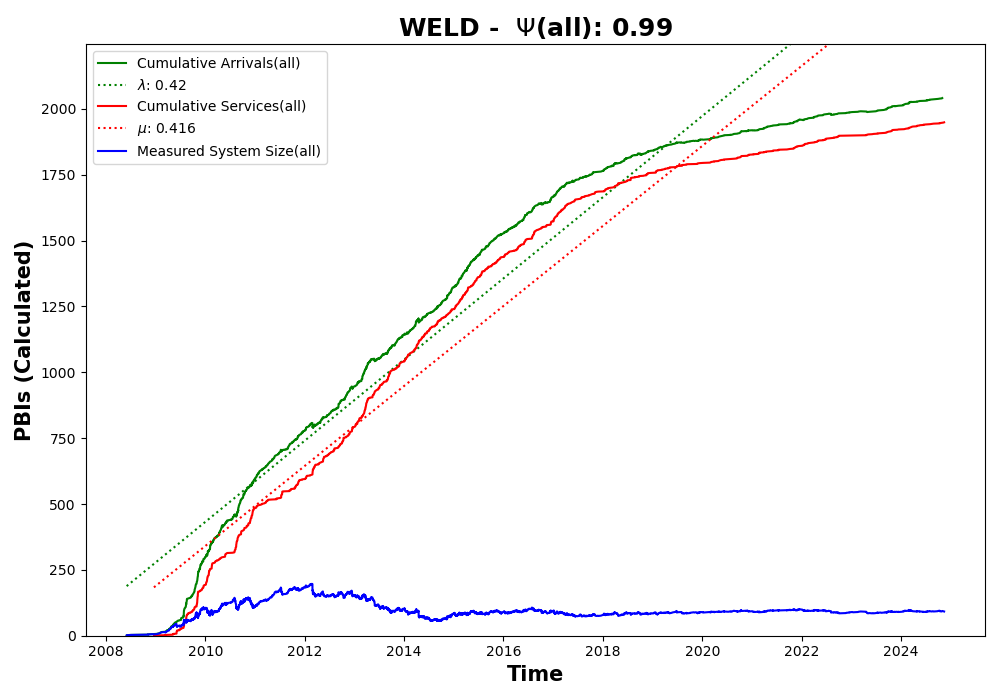 WELD - Ψ(all): 0.99
Cumulative Arrivals(all)
λ: 0.42
Cumulative Services(all)
μ: 0.416
Measured System Size(all)
PBIs (Calculated)
2000
1750
1500
1250
1000
750
500
250
0
2008 2010 2012 2014 2016 2018 2020 2022 2024
Time